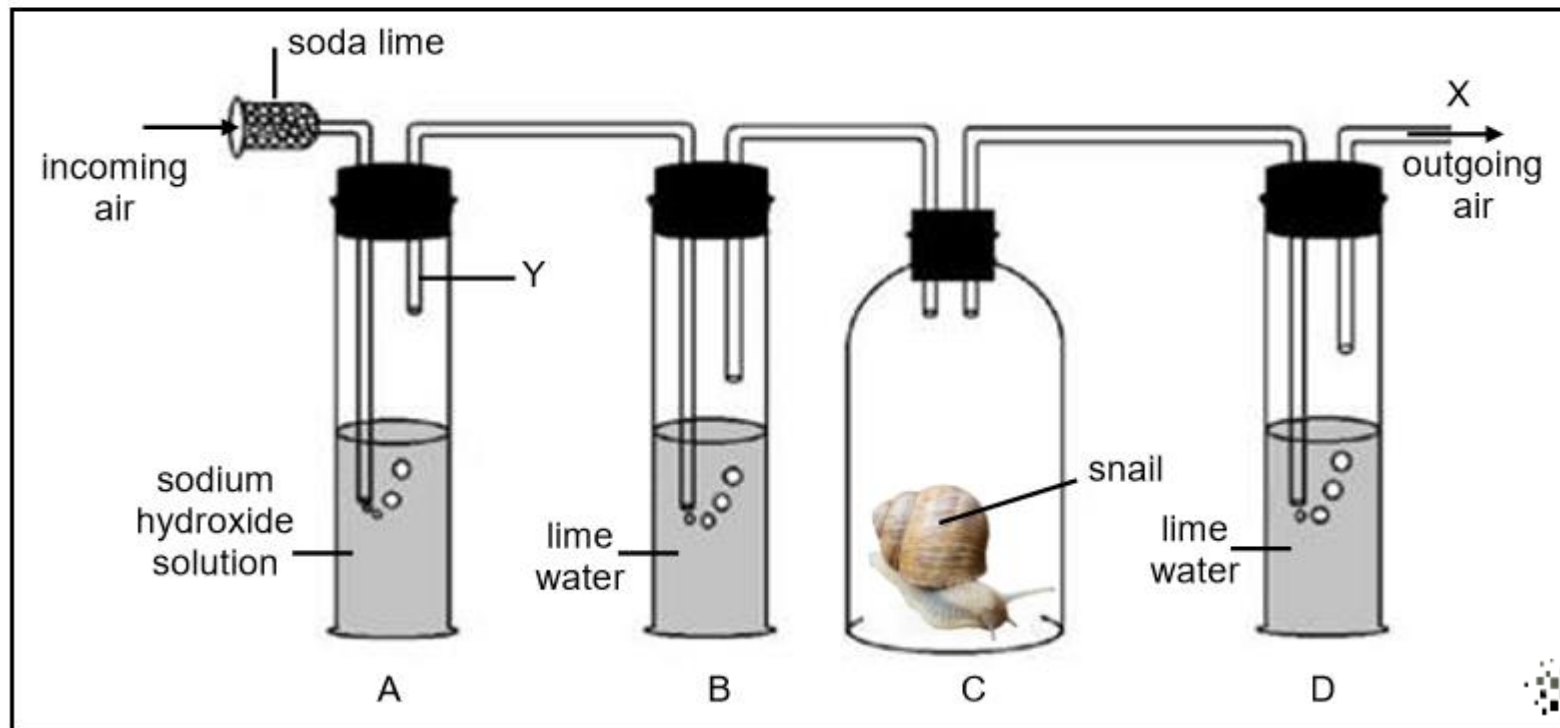 soda lime
incoming
air
X
outgoing
air
Y
sodium
hydroxide
solution
lime
water
snail
lime
water
A
B
C
D